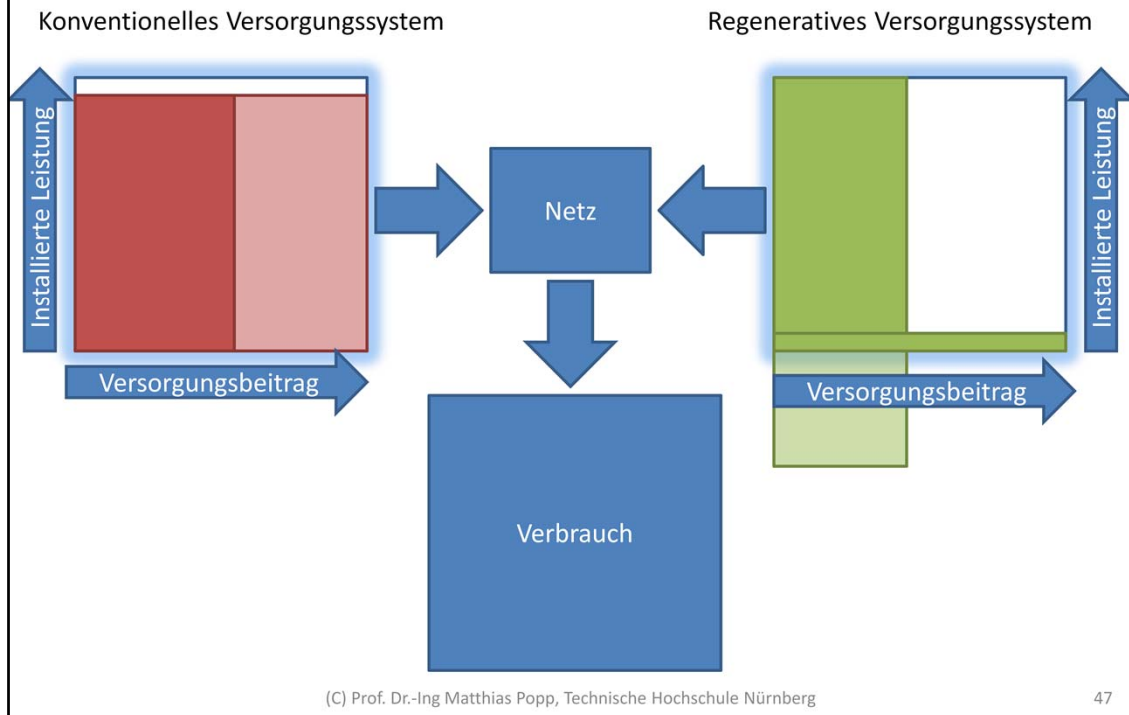 Konventionelles Versorgungssystem
Regeneratives Versorgungssystem
Installierte Leistung
Netz
Installierte Leistung
Versorgungsbeitrag
Versorgungsbeitrag
Verbrauch
(C) Prof. Dr.-Ing Matthias Popp, Technische Hochschule Nürnberg
47